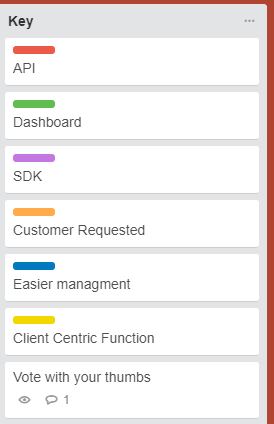 Key
API
Dashboard
SDK
Customer Requested
Easier managment
Client Centric Function
Vote with your thumbs
1